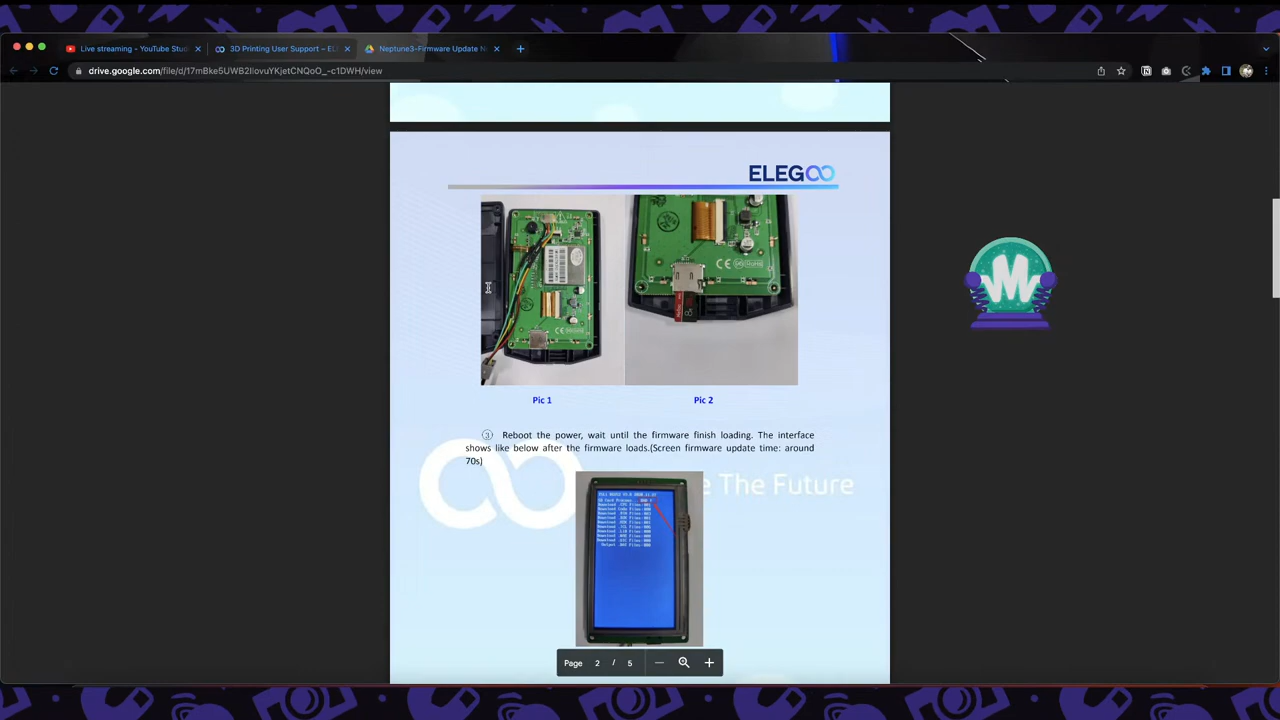 Live streaming - YouTube Stud
3D Printing User Support – EL
Neptune3-Firmware Update N
drive.google.com/file/d/17mBke5UWB2IiovuYKjetCNQoO_-c1DWH/view
ELEGOO
Pic 1
Pic 2
③ Reboot the power, wait until the firmware finish loading. The interface
shows like below after the firmware loads.(Screen firmware update time: around
70s)
The Future
Page 2 / 5